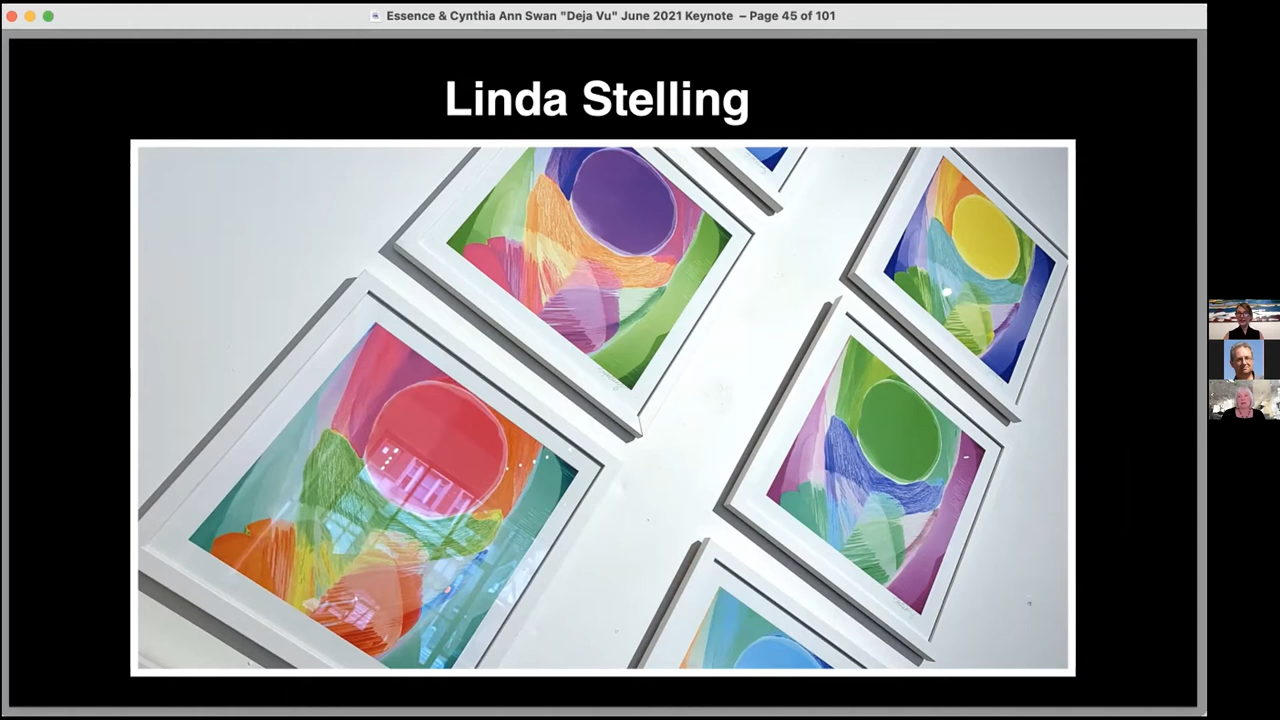 Essence & Cynthia Ann Swan "Deja Vu" June 2021 Keynote – Page 45 of 101
Linda Stelling